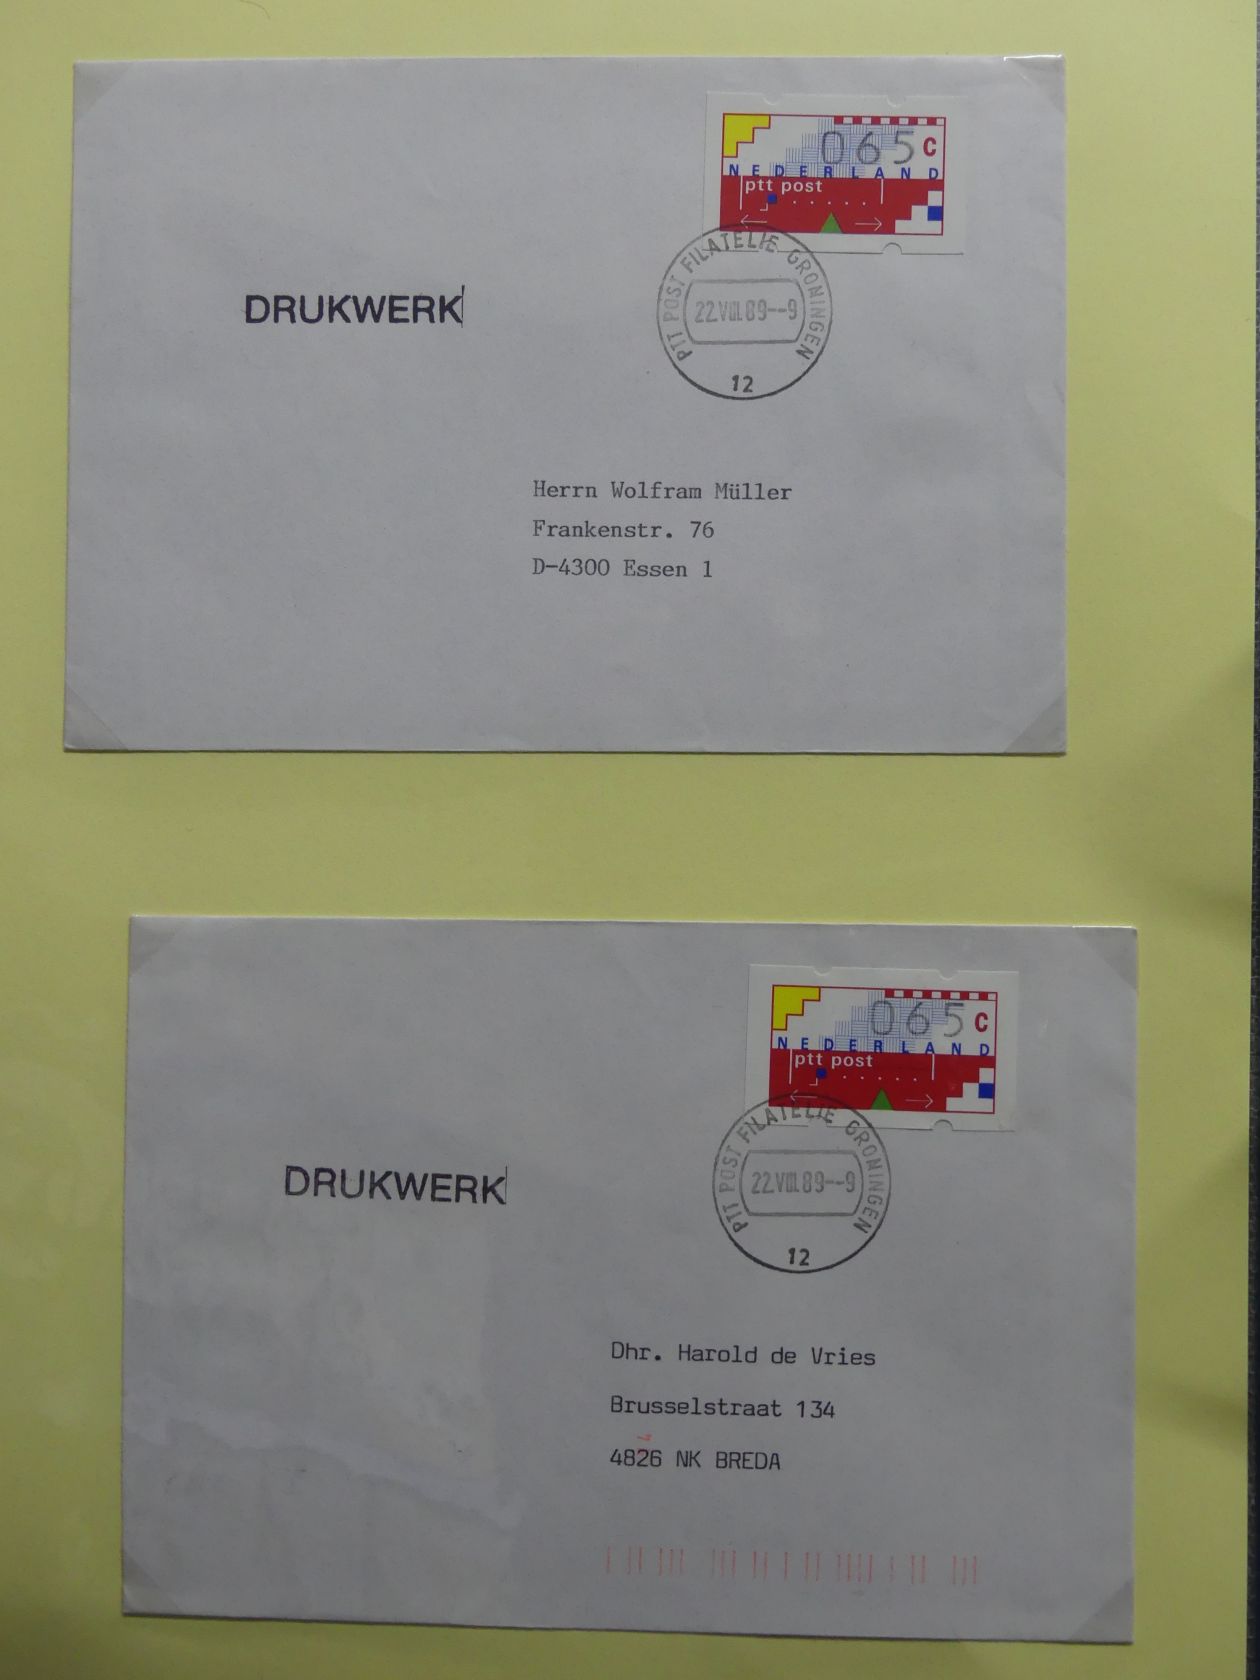 065 C
NEDERLAND
ptt post
PTT POST FILATELIE GRONINGEN
22.VIII.89--9
12
DRUKWERK
Herrn Wolfram Müller
Frankenstr. 76
D-4300 Essen 1
065 C
NEDERLAND
ptt post
PTT POST FILATELIE GRONINGEN
22.VIII.89--9
12
DRUKWERK
Dhr. Harold de Vries
Brusselstraat 134
4826 NK BREDA